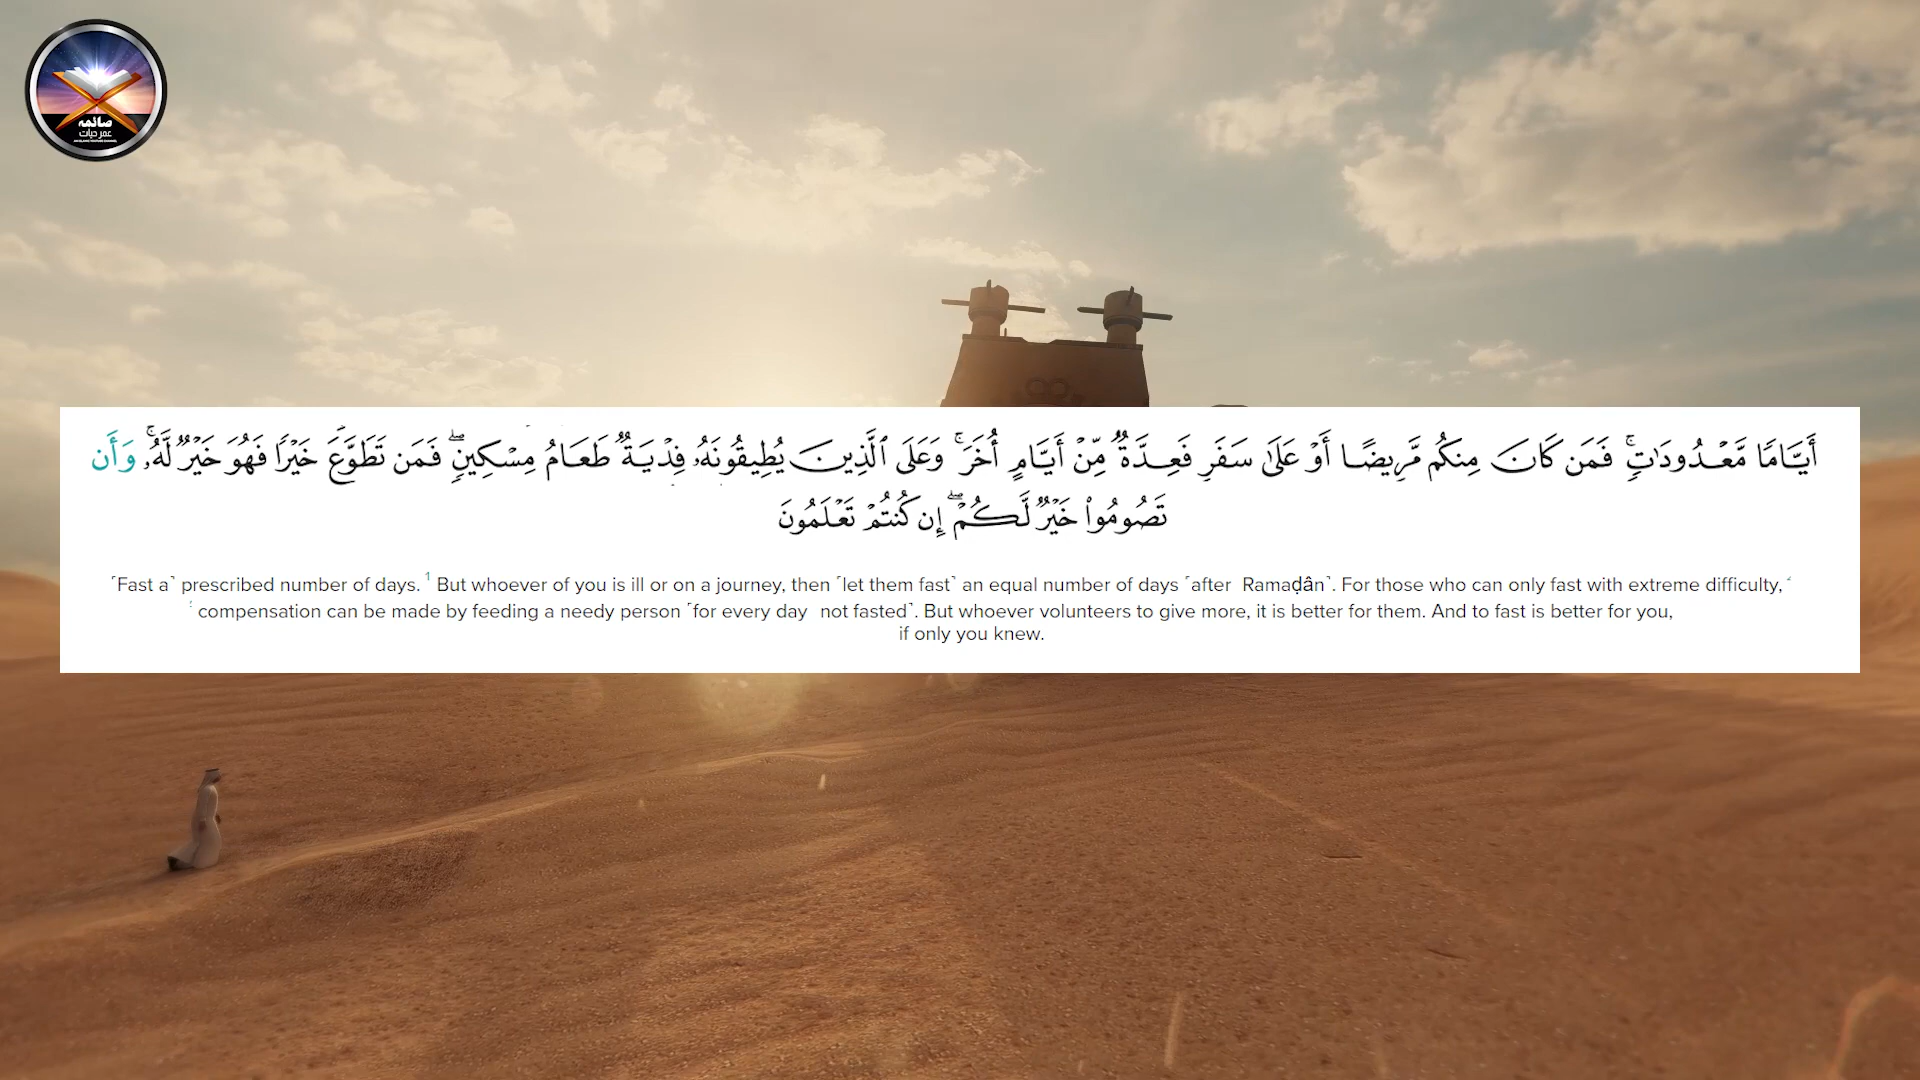 صائمہ
عمر حیات
أَيَّامًا مَّعْدُودَٰتٍۢ ۚ فَمَن كَانَ مِنكُم مَّرِيضًا أَوْ عَلَىٰ سَفَرٍۢ فَعِدَّةٌۭ مِّنْ أَيَّامٍ أُخَرَ ۚ وَعَلَى ٱلَّذِينَ يُطِيقُونَهُۥ فِدْيَةٌۭ طَعَامُ مِسْكِينٍۢ ۖ فَمَن تَطَوَّعَ خَيْرًۭا فَهُوَ خَيْرٌۭ لَّهُۥ ۚ وَأَن
تَصُومُوا۟ خَيْرٌۭ لَّكُمْ ۖ إِن كُنتُمْ تَعْلَمُونَ
˹Fast a˺ prescribed number of days. 1 But whoever of you is ill or on a journey, then ˹let them fast˺ an equal number of days ˹after Ramaḍân˺. For those who can only fast with extreme difficulty,
compensation can be made by feeding a needy person ˹for every day not fasted˺. But whoever volunteers to give more, it is better for them. And to fast is better for you,
if only you knew.